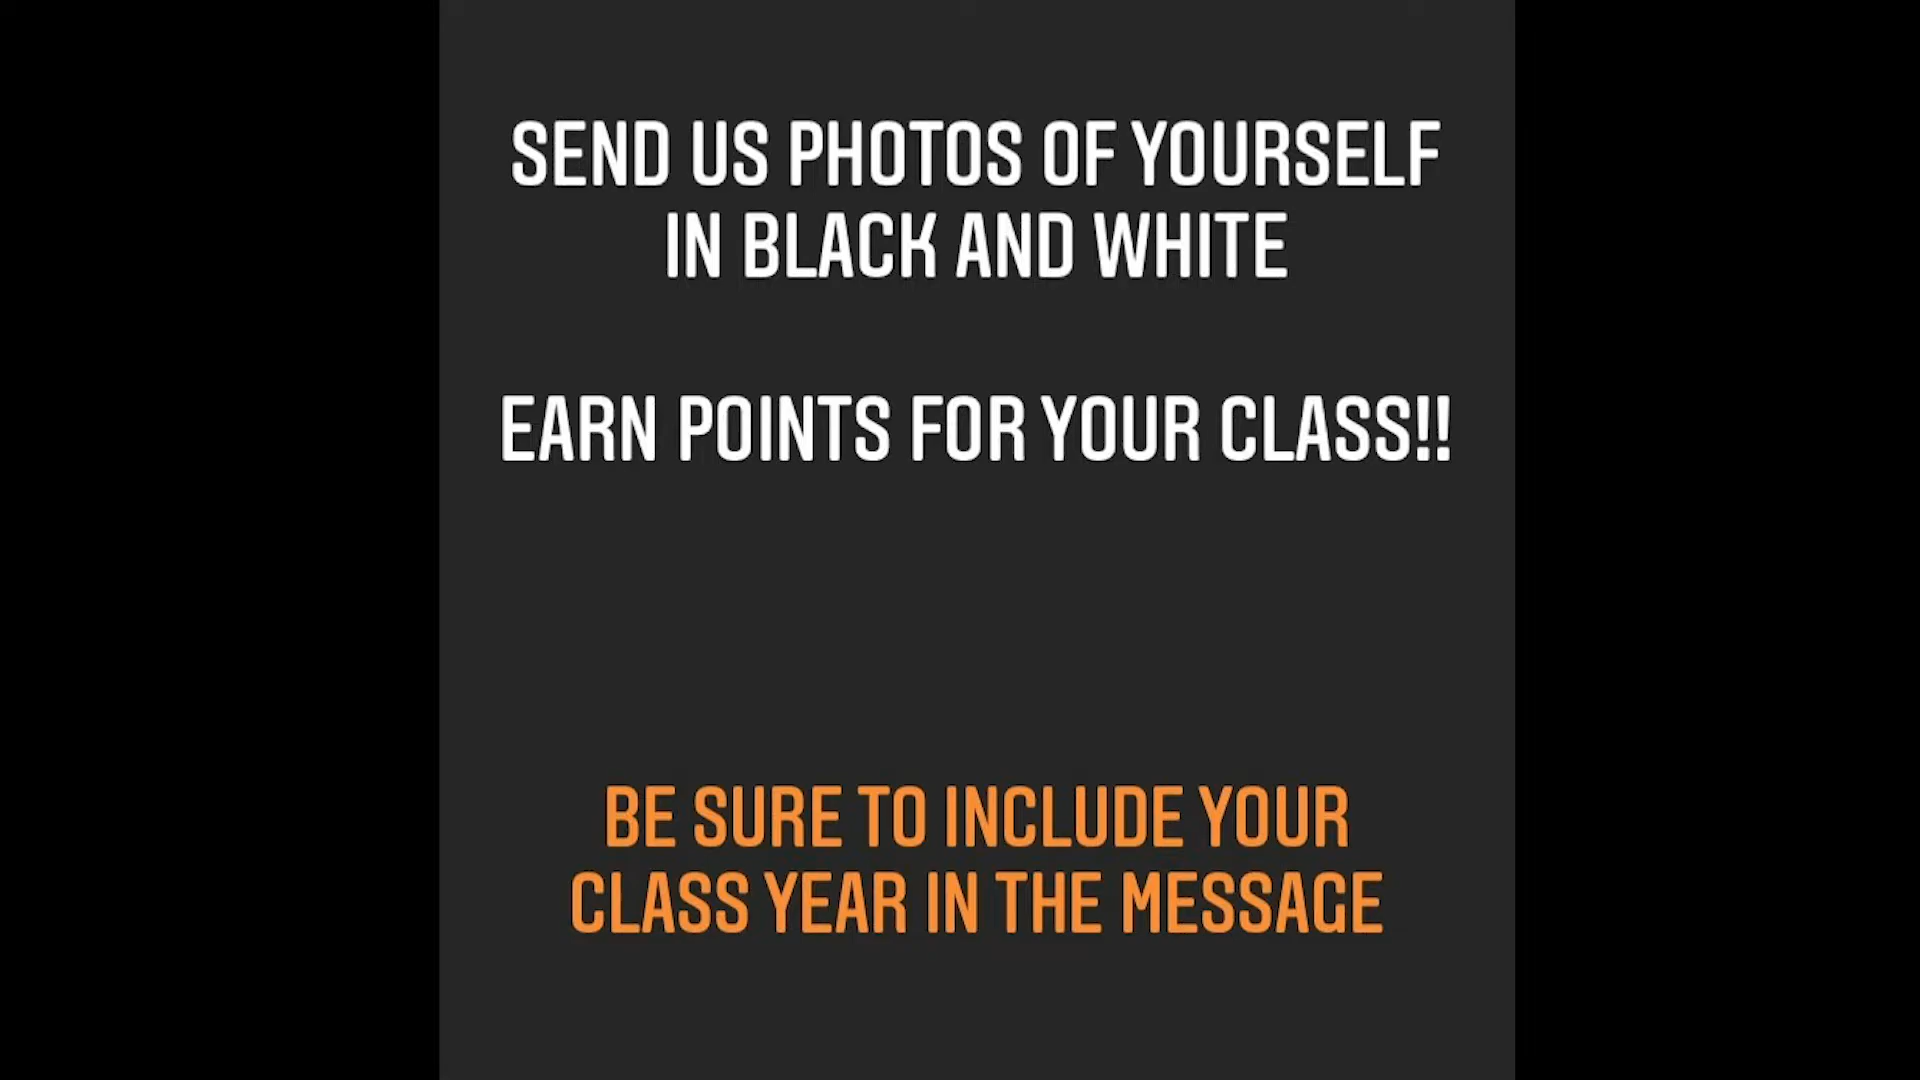 SEND US PHOTOS OF YOURSELF
IN BLACK AND WHITE
EARN POINTS FOR YOUR CLASS!!
BE SURE TO INCLUDE YOUR
CLASS YEAR IN THE MESSAGE